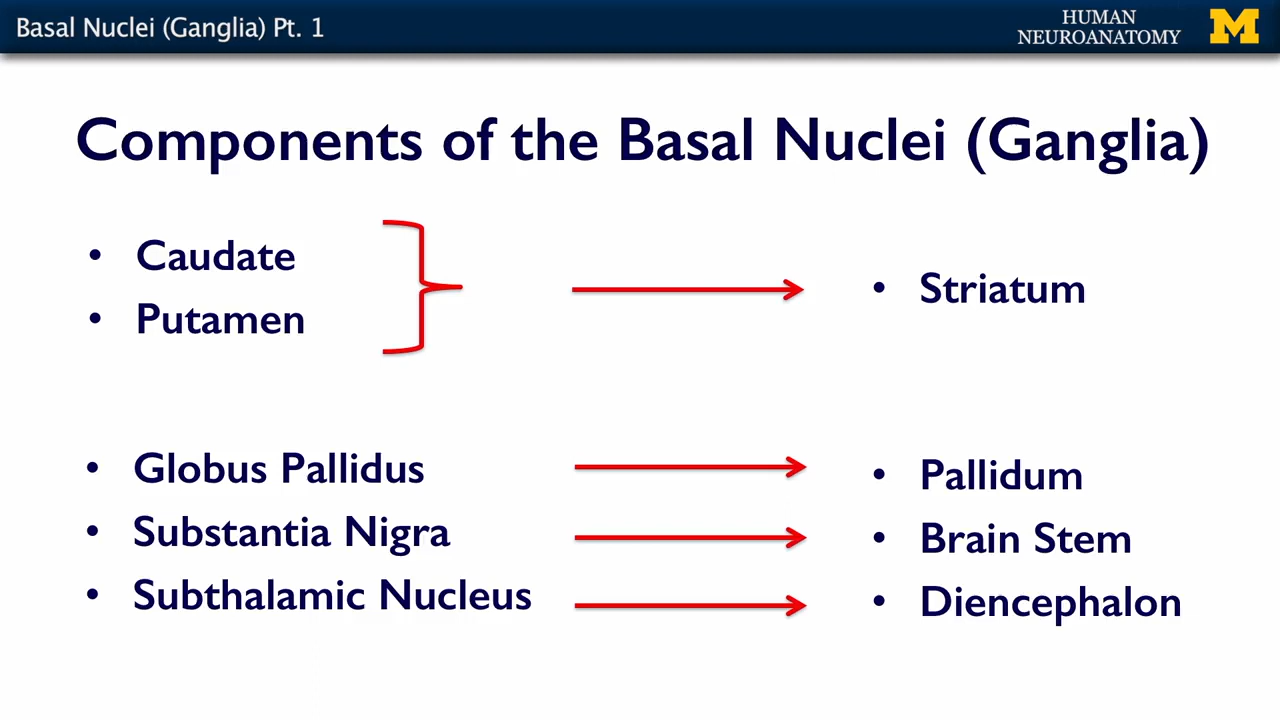 Basal Nuclei (Ganglia) Pt. 1
HUMAN
NEUROANATOMY
M
Components of the Basal Nuclei (Ganglia)
• Caudate
• Putamen
• Striatum
• Globus Pallidus
• Substantia Nigra
• Subthalamic Nucleus
• Pallidum
• Brain Stem
• Diencephalon